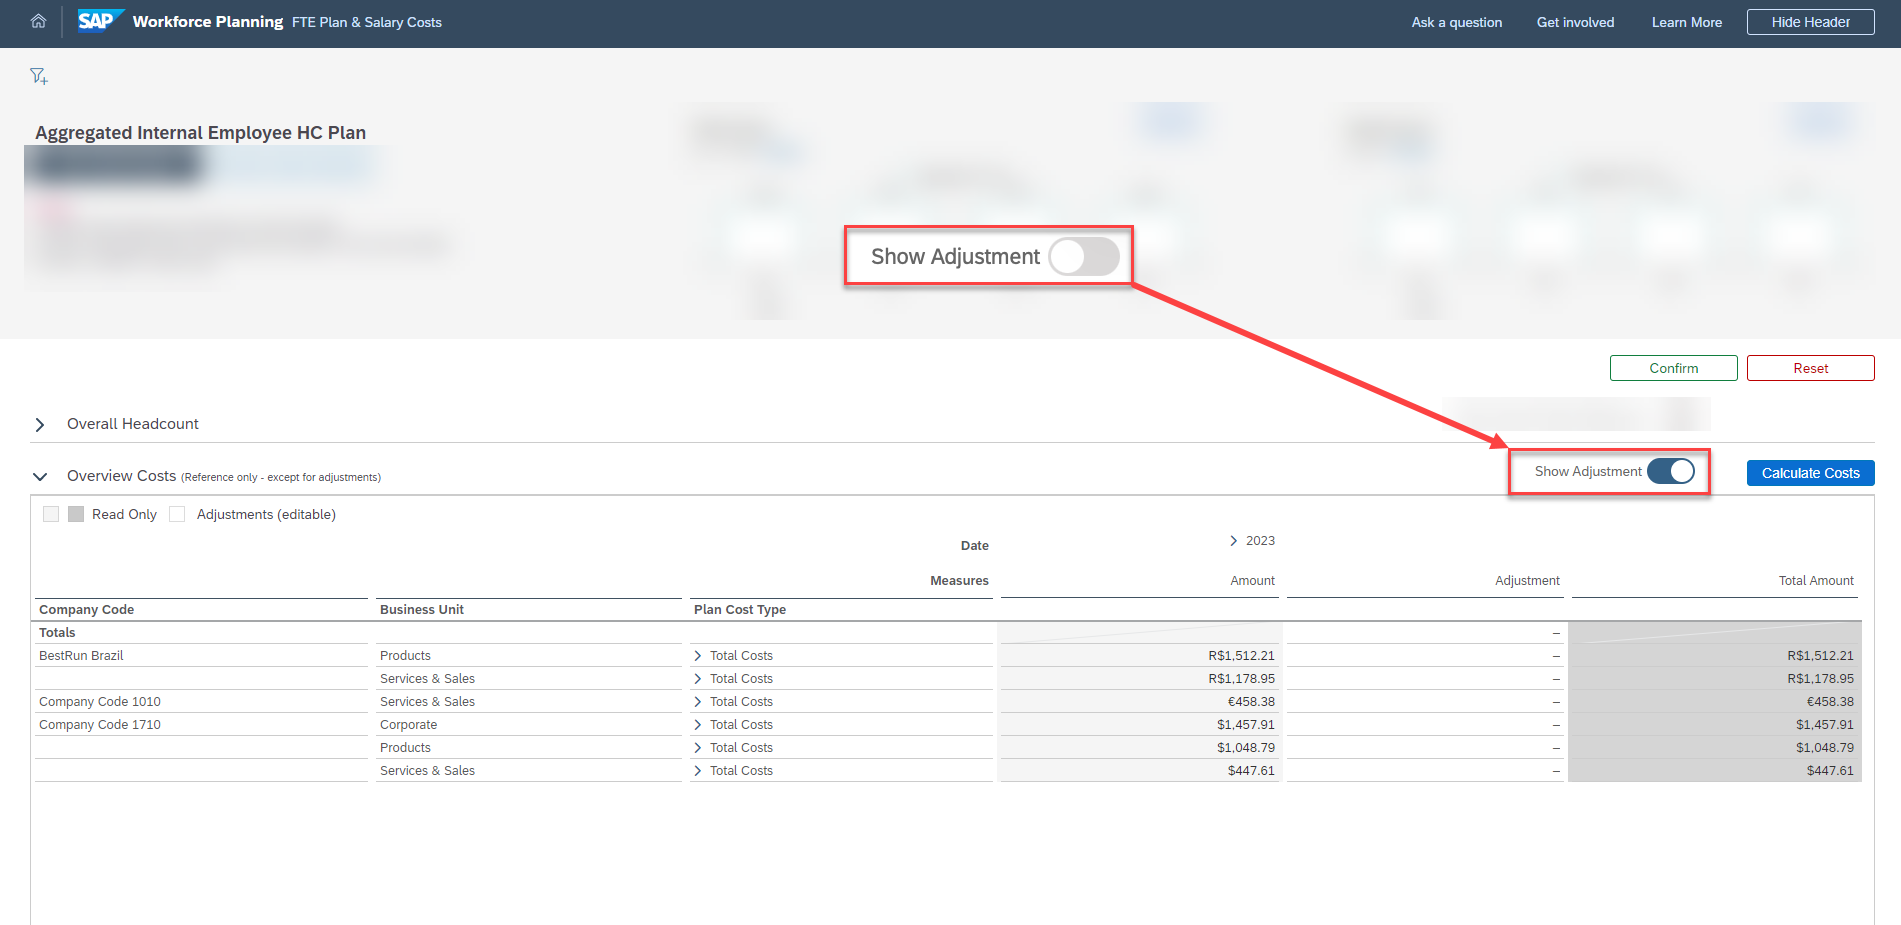 SAP Workforce Planning FTE Plan & Salary Costs Ask a question Get involved Learn More Hide Header
Aggregated Internal Employee HC Plan
Show Adjustment
Confirm Reset
Overall Headcount
Overview Costs (Reference only - except for adjustments) Show Adjustment Calculate Costs
Read Only Adjustments (editable)
Date 2023
Measures Amount Adjustment Total Amount
Company Code Business Unit Plan Cost Type
Totals –
BestRun Brazil Products Total Costs R$1,512.21 – R$1,512.21
Services & Sales Total Costs R$1,178.95 – R$1,178.95
Company Code 1010 Services & Sales Total Costs €458.38 – €458.38
Company Code 1710 Corporate Total Costs $1,457.91 – $1,457.91
Products Total Costs $1,048.79 – $1,048.79
Services & Sales Total Costs $447.61 – $447.61